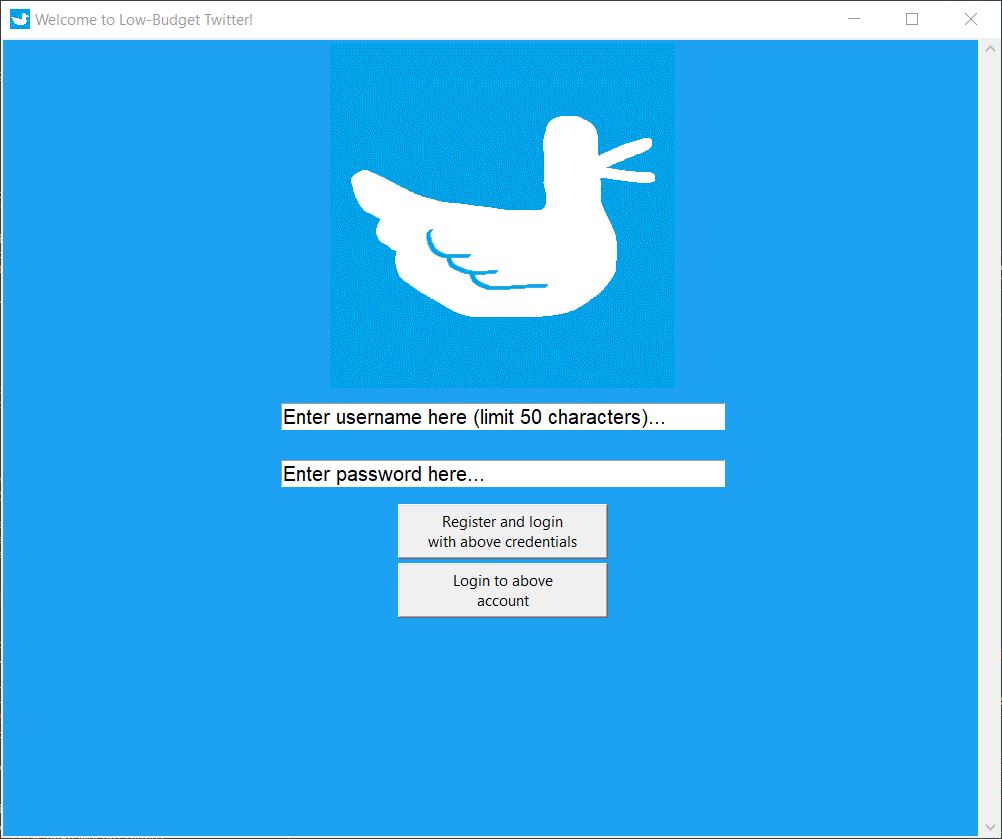 Welcome to Low-Budget Twitter!
Enter username here (limit 50 characters)...
Enter password here...
Register and login
with above credentials
Login to above
account